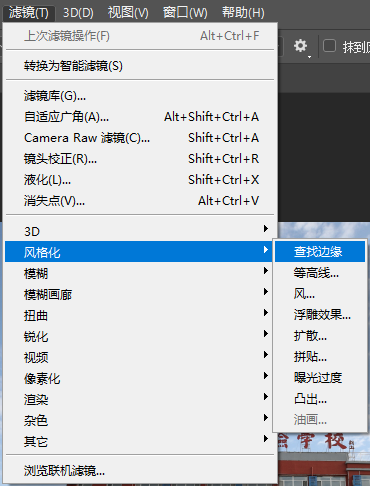 滤镜(T) 3D(D) 视图(V) 窗口(W) 帮助(H)
上次滤镜操作(F) Alt+Ctrl+F
转换为智能滤镜(S)
滤镜库(G)...
自适应广角(A)... Alt+Shift+Ctrl+A
Camera Raw 滤镜(C)... Shift+Ctrl+A
镜头校正(R)... Shift+Ctrl+R
液化(L)... Shift+Ctrl+X
消失点(V)... Alt+Ctrl+V
3D
风格化
模糊
模糊画廊
扭曲
锐化
视频
像素化
渲染
杂色
其它
浏览联机滤镜...
查找边缘
等高线...
风...
浮雕效果...
扩散...
拼贴...
曝光过度
凸出...
油画...
抹到
学校